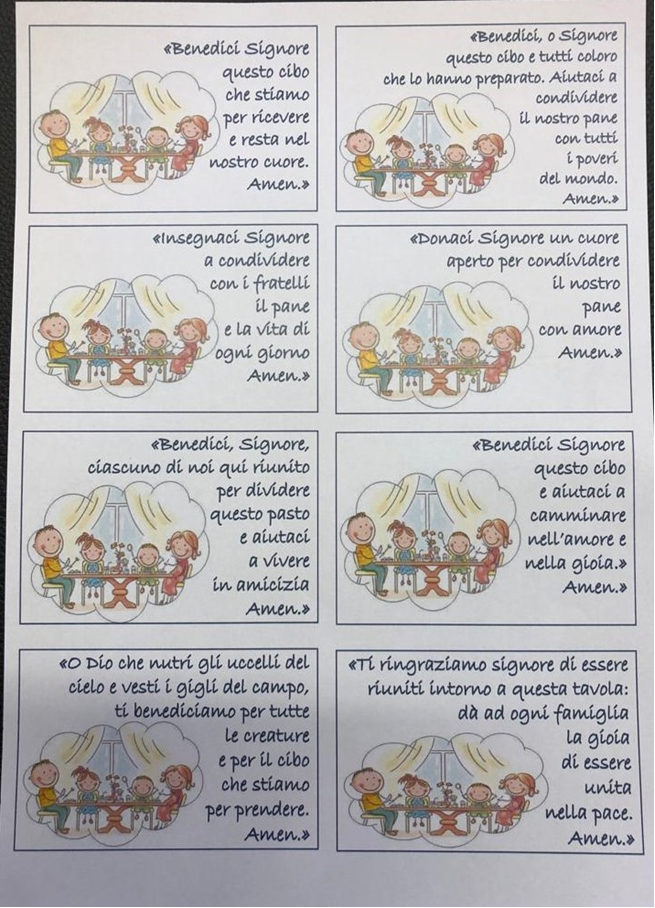 «Benedici Signore
questo cibo
che stiamo
per ricevere
e resta nel
nostro cuore.
Amen.»
«Benedici, o Signore
questo cibo e tutti coloro
che lo hanno preparato. Aiutaci a
condividere
il nostro pane
con tutti
i poveri
del mondo.
Amen.»
«Insegnaci Signore
a condividere
con i fratelli
il pane
e la vita di
ogni giorno
Amen.»
«Donaci Signore un cuore
aperto per condividere
il nostro
pane
con amore
Amen.»
«Benedici, Signore,
ciascuno di noi qui riunito
per dividere
questo pasto
e aiutaci
a vivere
in amicizia
Amen.»
«Benedici Signore
questo cibo
e aiutaci a
camminare
nell'amore e
nella gioia.»
Amen.»
«O Dio che nutri gli uccelli del
cielo e vesti i gigli del campo,
ti benediciamo per tutte
le creature
e per il cibo
che stiamo
per prendere.
Amen.»
«Ti ringraziamo signore di essere
riuniti intorno a questa tavola:
dà ad ogni famiglia
la gioia
di essere
unita
nella pace.
Amen.»